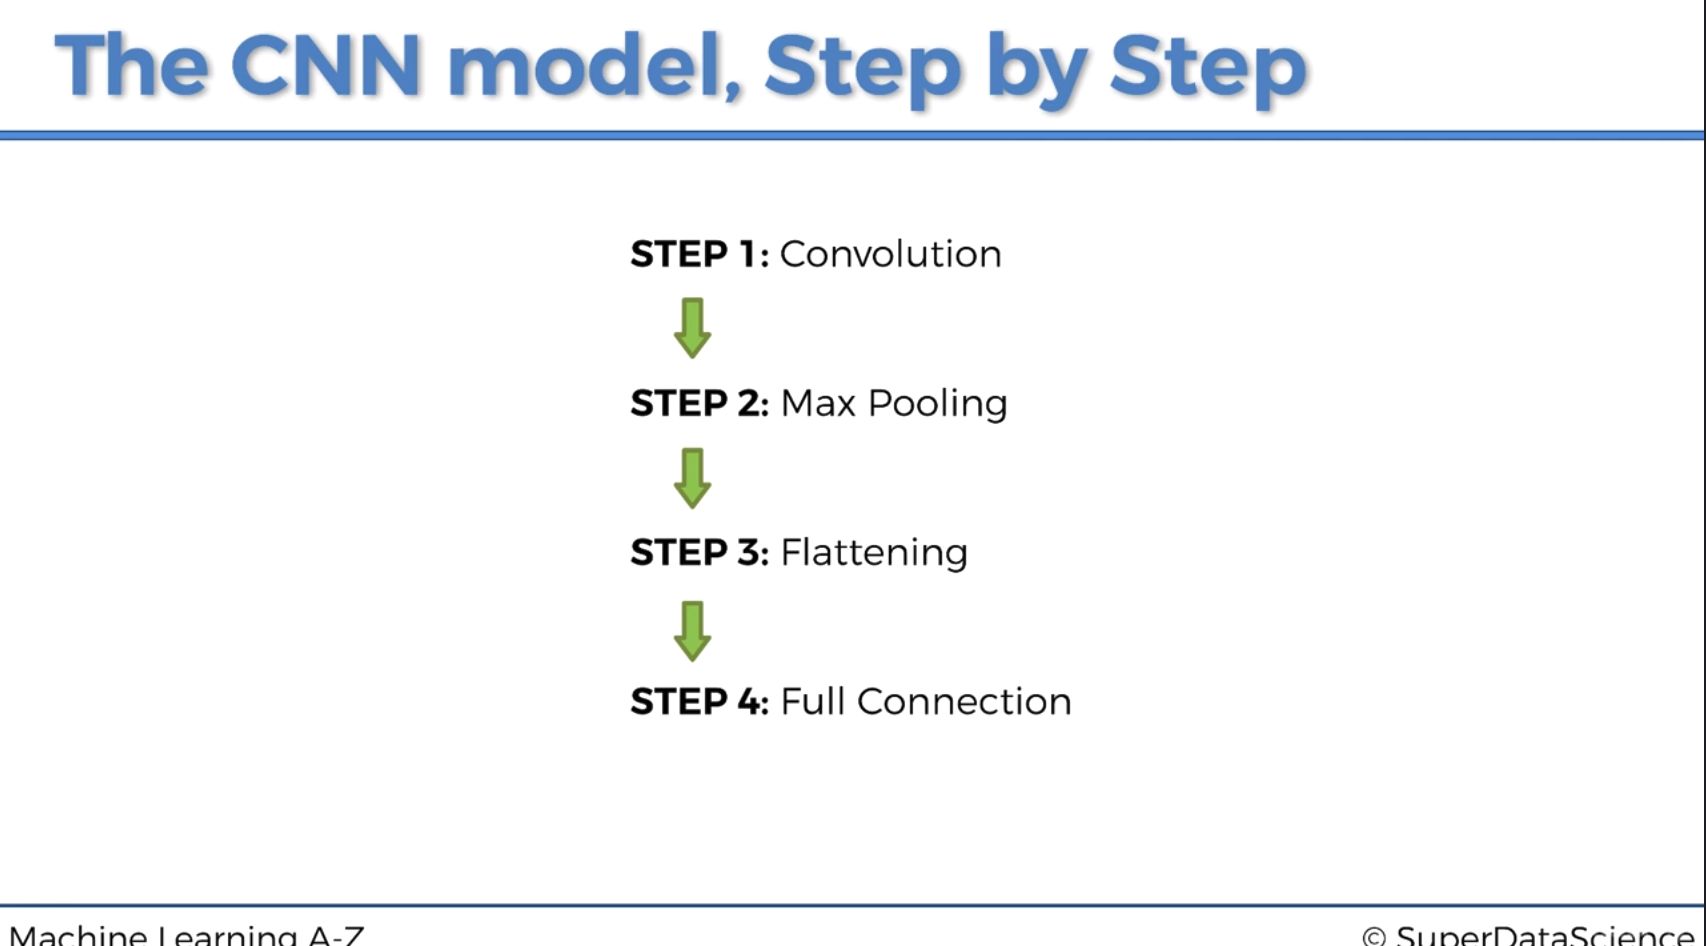 The CNN model, Step by Step
STEP 1: Convolution
STEP 2: Max Pooling
STEP 3: Flattening
STEP 4: Full Connection
Machine Learning A-Z
© SuperDataScience